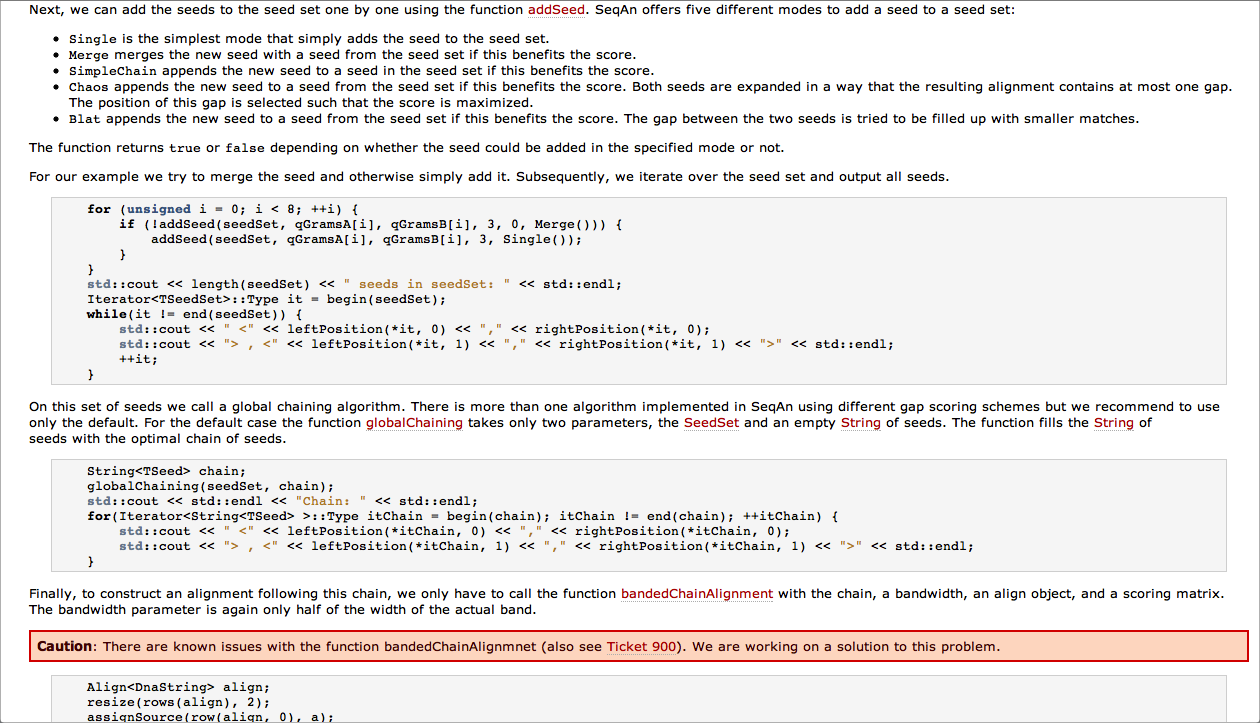 Next, we can add the seeds to the seed set one by one using the function addSeed. SeqAn offers five different modes to add a seed to a seed set:
• Single is the simplest mode that simply adds the seed to the seed set.
• Merge merges the new seed with a seed from the seed set if this benefits the score.
• SimpleChain appends the new seed to a seed in the seed set if this benefits the score.
• Chaos appends the new seed to a seed from the seed set if this benefits the score. Both seeds are expanded in a way that the resulting alignment contains at most one gap.
The position of this gap is selected such that the score is maximized.
• Blat appends the new seed to a seed from the seed set if this benefits the score. The gap between the two seeds is tried to be filled up with smaller matches.
The function returns true or false depending on whether the seed could be added in the specified mode or not.
For our example we try to merge the seed and otherwise simply add it. Subsequently, we iterate over the seed set and output all seeds.
for (unsigned i = 0; i < 8; ++i) {
    if (!addSeed(seedSet, qGramsA[i], qGramsB[i], 3, 0, Merge())) {
        addSeed(seedSet, qGramsA[i], qGramsB[i], 3, Single());
    }
}
std::cout << length(seedSet) << " seeds in seedSet: " << std::endl;
Iterator<TSeedSet>::Type it = begin(seedSet);
while(it != end(seedSet)) {
    std::cout << " <" << leftPosition(*it, 0) << "," << rightPosition(*it, 0);
    std::cout << "> , <" << leftPosition(*it, 1) << "," << rightPosition(*it, 1) << ">" << std::endl;
    ++it;
}
On this set of seeds we call a global chaining algorithm. There is more than one algorithm implemented in SeqAn using different gap scoring schemes but we recommend to use
only the default. For the default case the function globalChaining takes only two parameters, the SeedSet and an empty String of seeds. The function fills the String of
seeds with the optimal chain of seeds.
String<TSeed> chain;
globalChaining(seedSet, chain);
std::cout << std::endl << "Chain: " << std::endl;
for(Iterator<String<TSeed> >::Type itChain = begin(chain); itChain != end(chain); ++itChain) {
    std::cout << " <" << leftPosition(*itChain, 0) << "," << rightPosition(*itChain, 0);
    std::cout << "> , <" << leftPosition(*itChain, 1) << "," << rightPosition(*itChain, 1) << ">" << std::endl;
}
Finally, to construct an alignment following this chain, we only have to call the function bandedChainAlignment with the chain, a bandwidth, an align object, and a scoring matrix.
The bandwidth parameter is again only half of the width of the actual band.
Caution: There are known issues with the function bandedChainAlignmnet (also see Ticket 900). We are working on a solution to this problem.
Align<DnaString> align;
resize(rows(align), 2);
assignSource(row(align, 0), a);